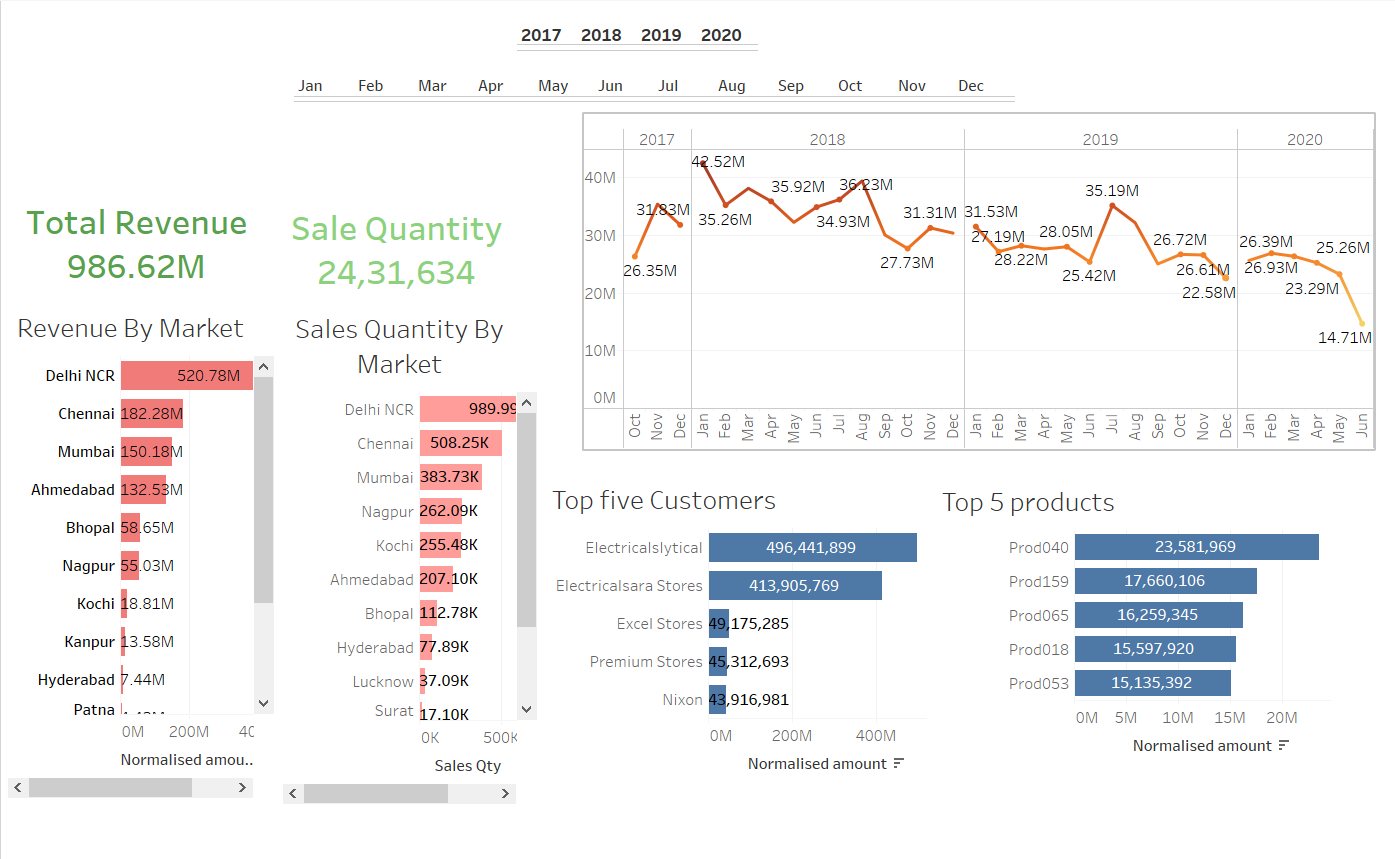 2017 2018 2019 2020
Jan Feb Mar Apr May Jun Jul Aug Sep Oct Nov Dec
Total Revenue
986.62M
Sale Quantity
24,31,634
2017 2018 2019 2020
40M
30M
20M
10M
0M
26.35M
31.83M
42.52M
35.26M
35.92M
34.93M
36.23M
27.73M
31.31M
31.53M
27.19M
28.22M
28.05M
25.42M
35.19M
26.72M
26.61M
22.58M
26.39M
26.93M
23.29M
25.26M
14.71M
Oct Nov Dec Jan Feb Mar Apr May Jun Jul Aug Sep Oct Nov Dec Jan Feb Mar Apr May Jun Jul Aug Sep Oct Nov Dec Jan Feb Mar Apr May Jun
Revenue By Market
Delhi NCR 520.78M
Chennai 182.28M
Mumbai 150.18M
Ahmedabad 132.53M
Bhopal 58.65M
Nagpur 55.03M
Kochi 18.81M
Kanpur 13.58M
Hyderabad 7.44M
Patna
0M 200M 40
Normalised amou..
Sales Quantity By
Market
Delhi NCR 989.99
Chennai 508.25K
Mumbai 383.73K
Nagpur 262.09K
Kochi 255.48K
Ahmedabad 207.10K
Bhopal 112.78K
Hyderabad 77.89K
Lucknow 37.09K
Surat 17.10K
0K 500K
Sales Qty
Top five Customers
Electricalslytical 496,441,899
Electricalsara Stores 413,905,769
Excel Stores 49,175,285
Premium Stores 45,312,693
Nixon 43,916,981
0M 200M 400M
Normalised amount
Top 5 products
Prod040 23,581,969
Prod159 17,660,106
Prod065 16,259,345
Prod018 15,597,920
Prod053 15,135,392
0M 5M 10M 15M 20M
Normalised amount